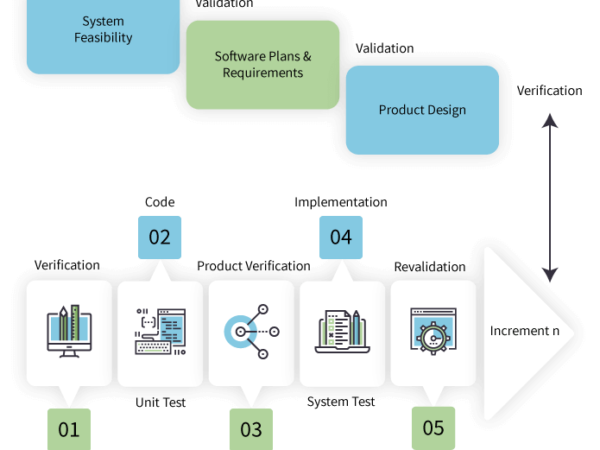 Validation
System
Feasibility
Software Plans &
Requirements
Validation
Product Design
Verification
Code
02
Implementation
04
Verification
Product Verification
Revalidation
Increment n
Unit Test
System Test
01
03
05